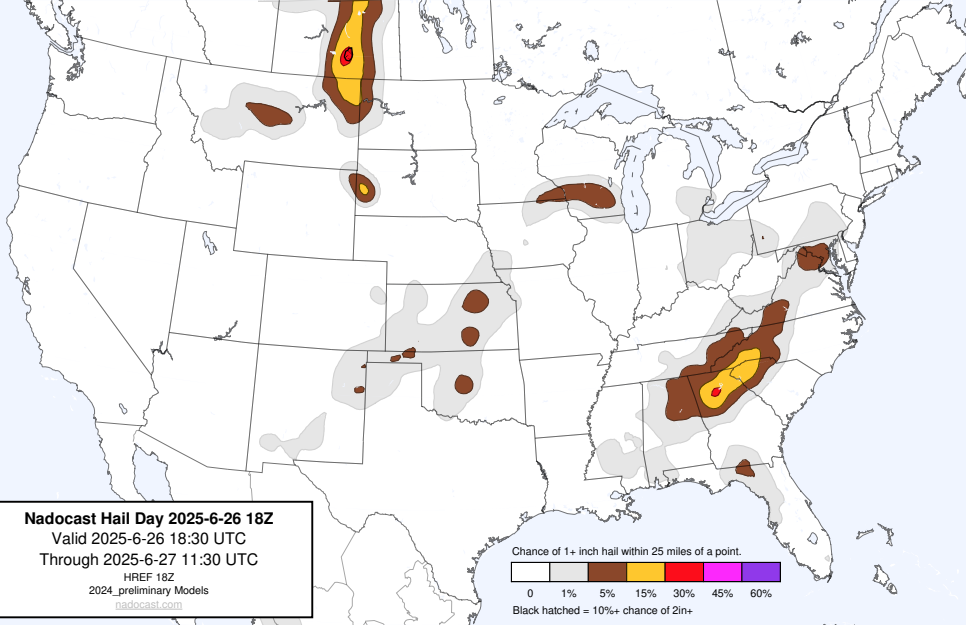 Nadocast Hail Day 2025-6-26 18Z
Valid 2025-6-26 18:30 UTC
Through 2025-6-27 11:30 UTC
HREF 18Z
2024_preliminary Models
nadocast.com
Chance of 1+ inch hail within 25 miles of a point.
0 1% 5% 15% 30% 45% 60%
Black hatched = 10%+ chance of 2in+